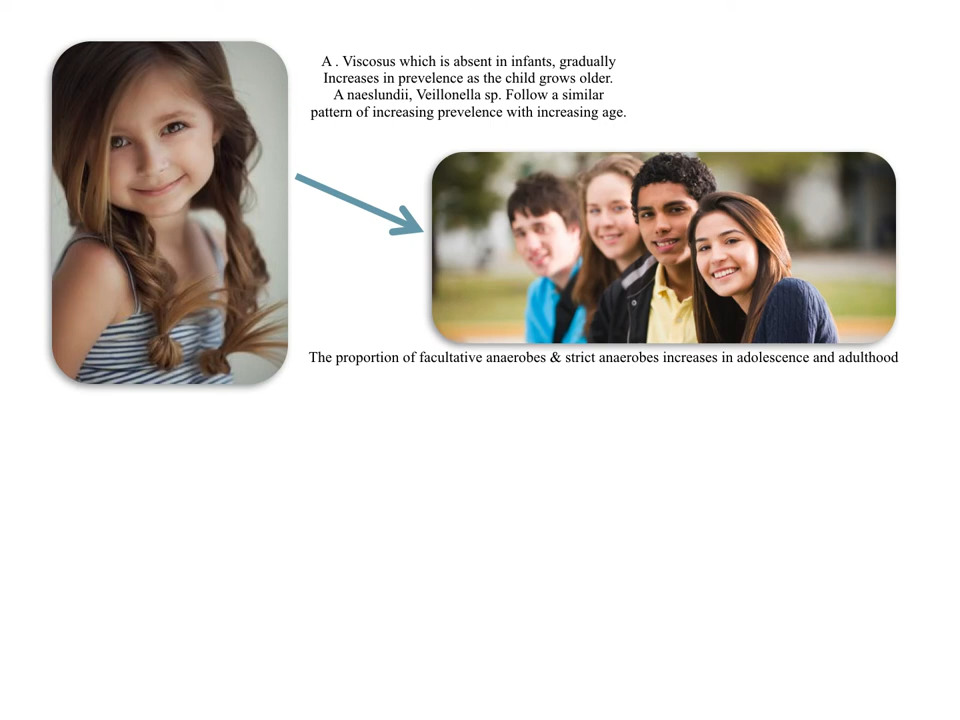 A . Viscosus which is absent in infants, gradually
Increases in prevelence as the child grows older.
A naeslundii, Veillonella sp. Follow a similar
pattern of increasing prevelence with increasing age.
The proportion of facultative anaerobes & strict anaerobes increases in adolescence and adulthood